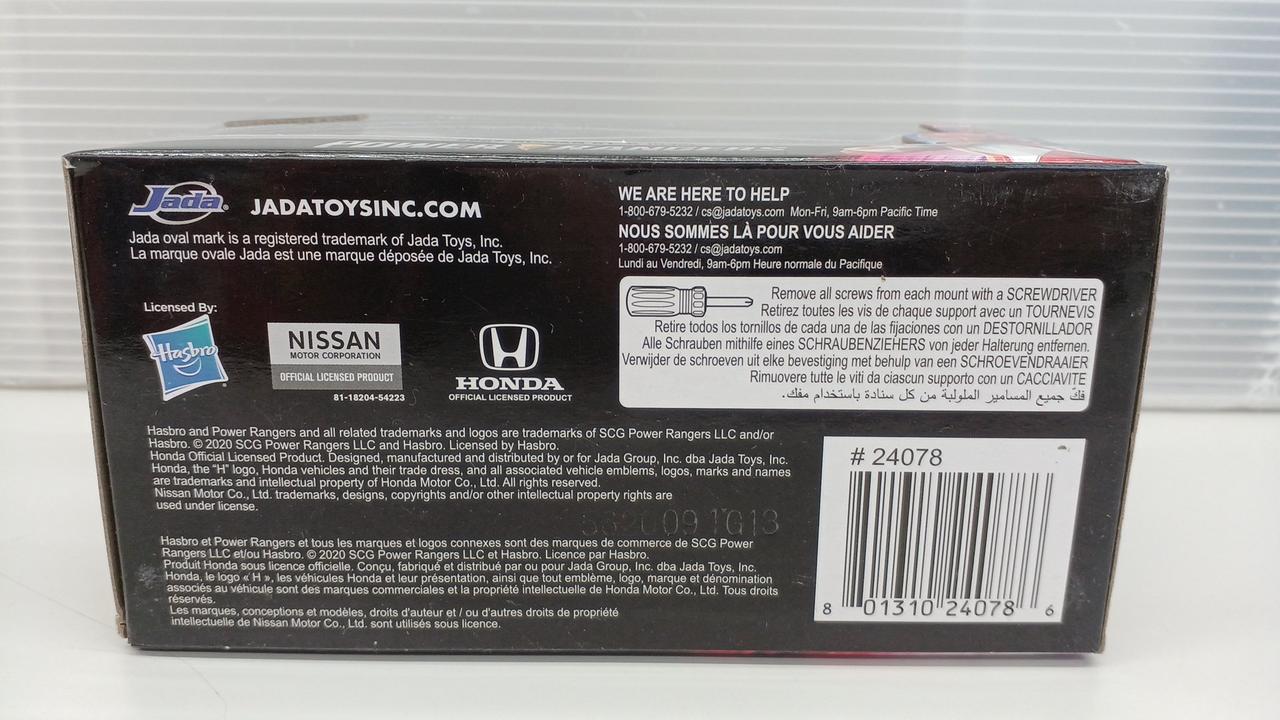 POWER RANGERS
Jada®
JADATOYSINC.COM
Jada oval mark is a registered trademark of Jada Toys, Inc.
La marque ovale Jada est une marque déposée de Jada Toys, Inc.
WE ARE HERE TO HELP
1-800-679-5232 / cs@jadatoys.com Mon-Fri, 9am-6pm Pacific Time
NOUS SOMMES LÀ POUR VOUS AIDER
1-800-679-5232 / cs@jadatoys.com
Lundi au Vendredi, 9am-6pm Heure normale du Pacifique
Remove all screws from each mount with a SCREWDRIVER
Retirez toutes les vis de chaque support avec un TOURNEVIS
Retire todos los tornillos de cada una de las fijaciones con un DESTORNILLADOR
Alle Schrauben mithilfe eines SCHRAUBENZIEHERS von jeder Halterung entfernen.
Verwijder de schroeven uit elke bevestiging met behulp van een SCHROEVENDRAAIER
Rimuovere tutte le viti da ciascun supporto con un CACCIAVITE
فك جميع المسامير الملولبة من كل سنادة باستخدام مفك.
Licensed By:
Hasbro
NISSAN
MOTOR CORPORATION
OFFICIAL LICENSED PRODUCT
81-18204-54223
HONDA
OFFICIAL LICENSED PRODUCT
Hasbro and Power Rangers and all related trademarks and logos are trademarks of SCG Power Rangers LLC and/or
Hasbro. © 2020 SCG Power Rangers LLC and Hasbro. Licensed by Hasbro.
Honda Official Licensed Product. Designed, manufactured and distributed by or for Jada Group, Inc. dba Jada Toys, Inc.
Honda, the "H" logo, Honda vehicles and their trade dress, and all associated vehicle emblems, logos, marks and names
are trademarks and intellectual property of Honda Motor Co., Ltd. All rights reserved.
Nissan Motor Co., Ltd. trademarks, designs, copyrights and/or other intellectual property rights are
used under license.
Hasbro et Power Rangers et tous les marques et logos connexes sont des marques de commerce de SCG Power
Rangers LLC et/ou Hasbro. © 2020 SCG Power Rangers LLC et Hasbro. Licence par Hasbro.
Produit Honda sous licence officielle. Conçu, fabriqué et distribué par ou pour Jada Group, Inc. dba Jada Toys, Inc.
Honda, le logo « H », les véhicules Honda et leur présentation, ainsi que tout emblème, logo, marque et dénomination
associés au véhicule sont des marques commerciales et la propriété intellectuelle de Honda Motor Co., Ltd. Tous droits
réservés.
Les marques, conceptions et modèles, droits d'auteur et / ou d'autres droits de propriété
intellectuelle de Nissan Motor Co., Ltd. sont utilisés sous licence.
# 24078
8 01310 24078 6